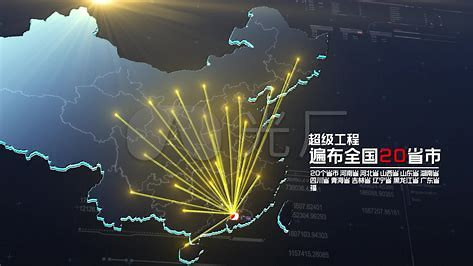 光厂
超级工程
遍布全国20省市
20个省市 河南省 河北省 山西省 山东省 湖南省
四川省 青海省 吉林省 辽宁省 黑龙江省 广东省
福